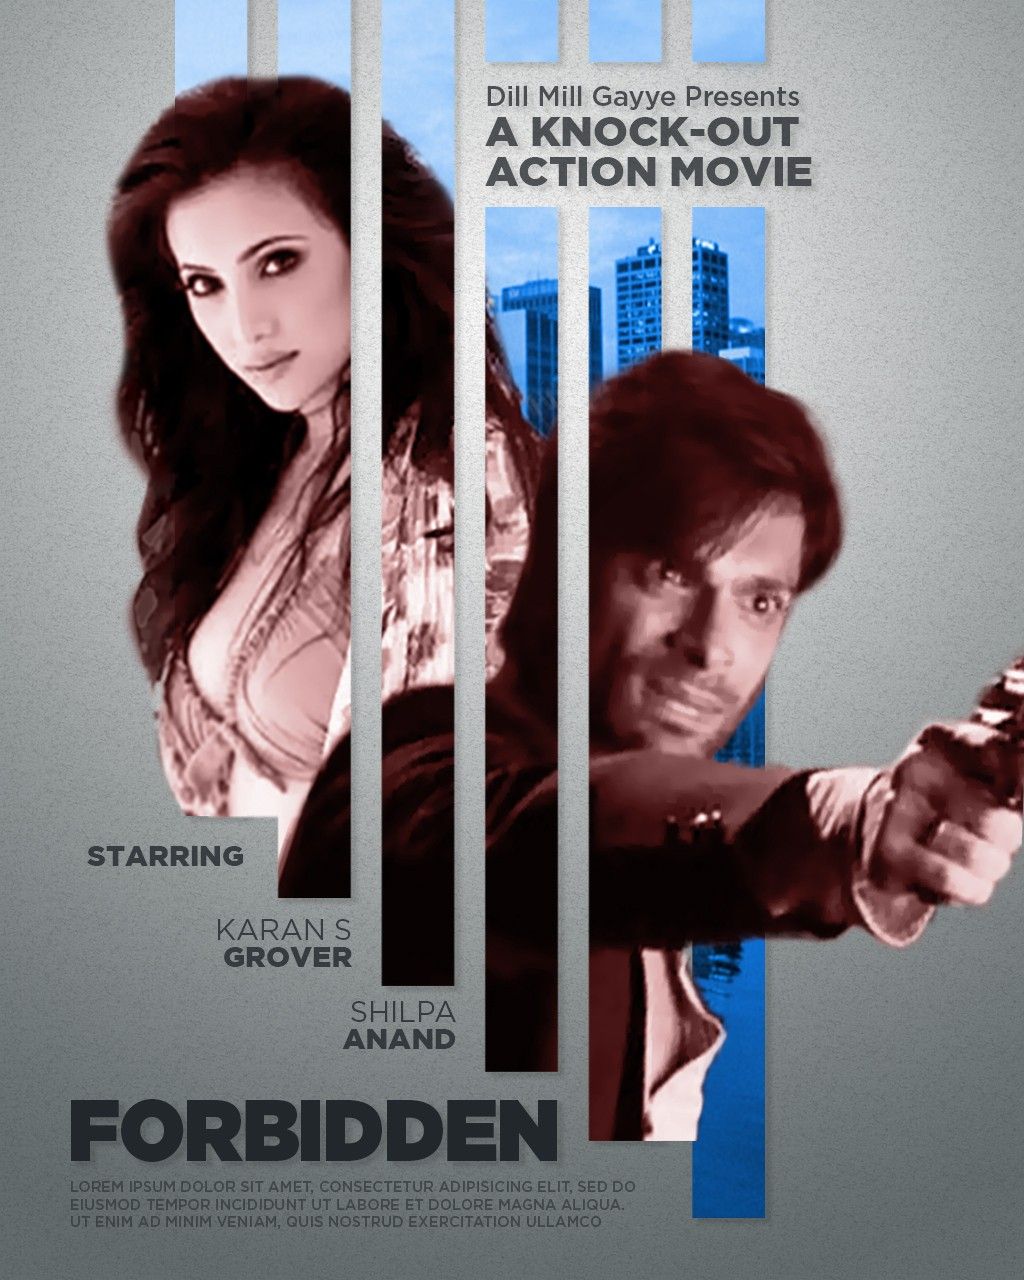 Dill Mill Gayye Presents
A KNOCK-OUT
ACTION MOVIE
STARRING
KARAN S
GROVER
SHILPA
ANAND
FORBIDDEN
LOREM IPSUM DOLOR SIT AMET, CONSECTETUR ADIPISICING ELIT, SED DO
EIUSMOD TEMPOR INCIDIDUNT UT LABORE ET DOLORE MAGNA ALIQUA.
UT ENIM AD MINIM VENIAM, QUIS NOSTRUD EXERCITATION ULLAMCO